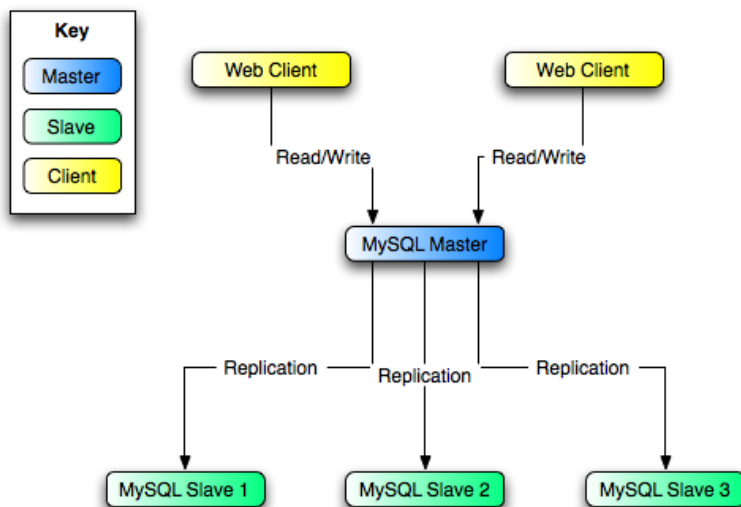 Key
Master
Slave
Client
Web Client
Web Client
Read/Write
Read/Write
MySQL Master
Replication
Replication
Replication
MySQL Slave 1
MySQL Slave 2
MySQL Slave 3